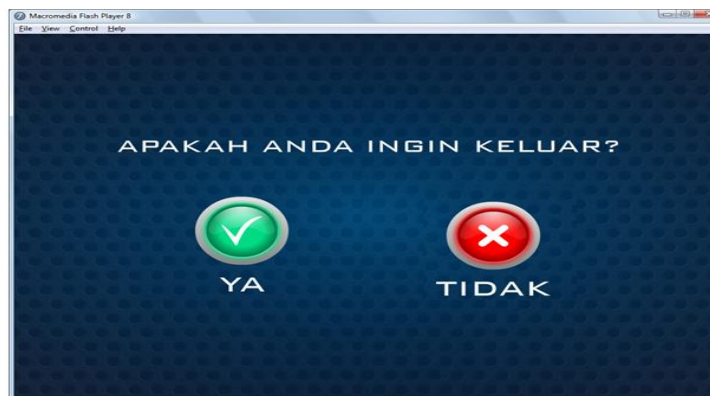 Macromedia Flash Player 8
File View Control Help
APAKAH ANDA INGIN KELUAR?
YA
TIDAK